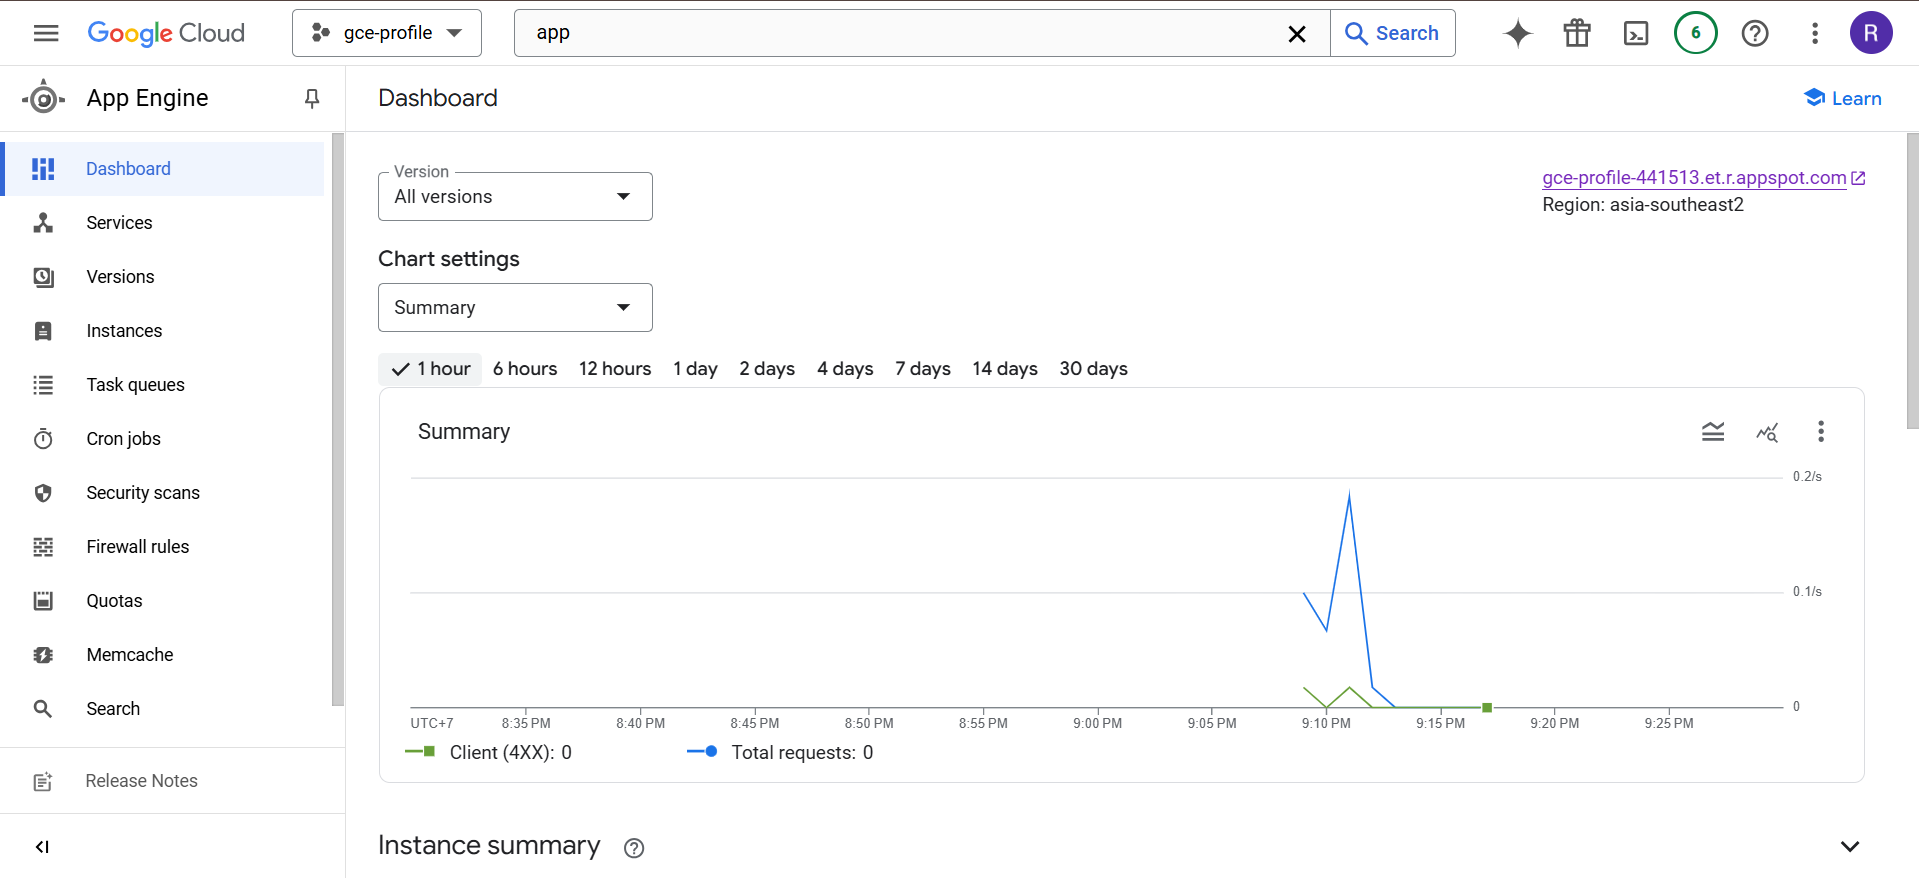 Google Cloud
gce-profile
app
Search
6
R
App Engine
Dashboard
Learn
Dashboard
Services
Versions
Instances
Task queues
Cron jobs
Security scans
Firewall rules
Quotas
Memcache
Search
Release Notes
Version
All versions
gce-profile-441513.et.r.appspot.com
Region: asia-southeast2
Chart settings
Summary
1 hour 6 hours 12 hours 1 day 2 days 4 days 7 days 14 days 30 days
Summary
0.2/s
0.1/s
0
UTC+7 8:35 PM 8:40 PM 8:45 PM 8:50 PM 8:55 PM 9:00 PM 9:05 PM 9:10 PM 9:15 PM 9:20 PM 9:25 PM
Client (4XX): 0 Total requests: 0
Instance summary